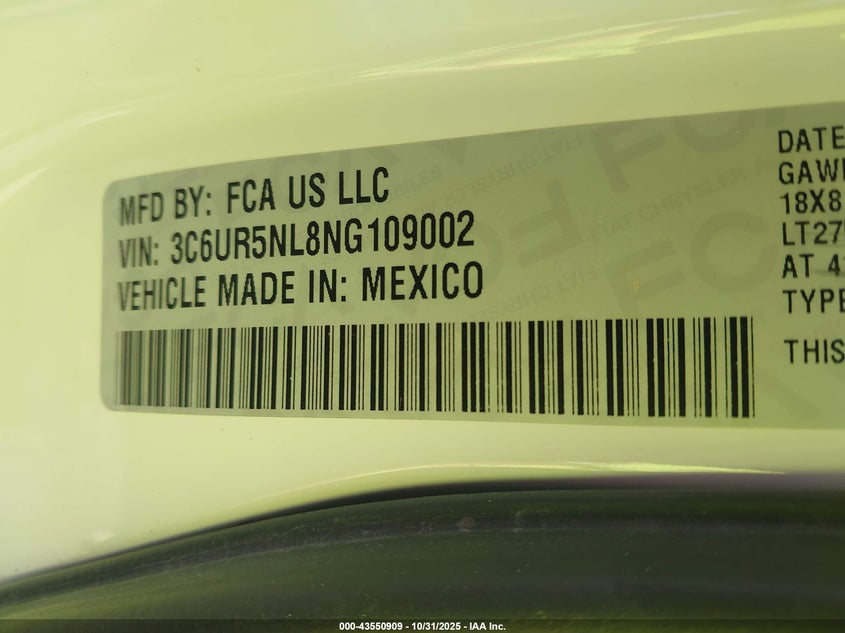 MFD BY: FCA US LLC
VIN: 3C6UR5NL8NG109002
VEHICLE MADE IN: MEXICO
DATE
GAW
18X8
LT27
AT 4
TYPE
THIS
000-43550909 - 10/31/2025 - IAA Inc.